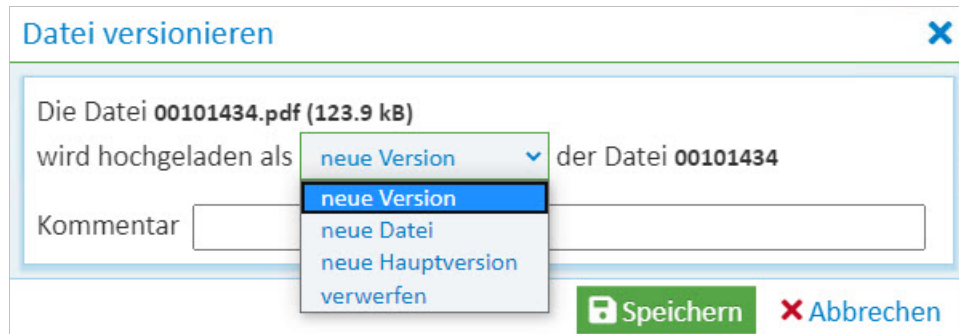 Datei versionieren
Die Datei 00101434.pdf (123.9 kB)
wird hochgeladen als neue Version der Datei 00101434
neue Version
Kommentar
neue Datei
neue Hauptversion
verwerfen
Speichern Abbrechen